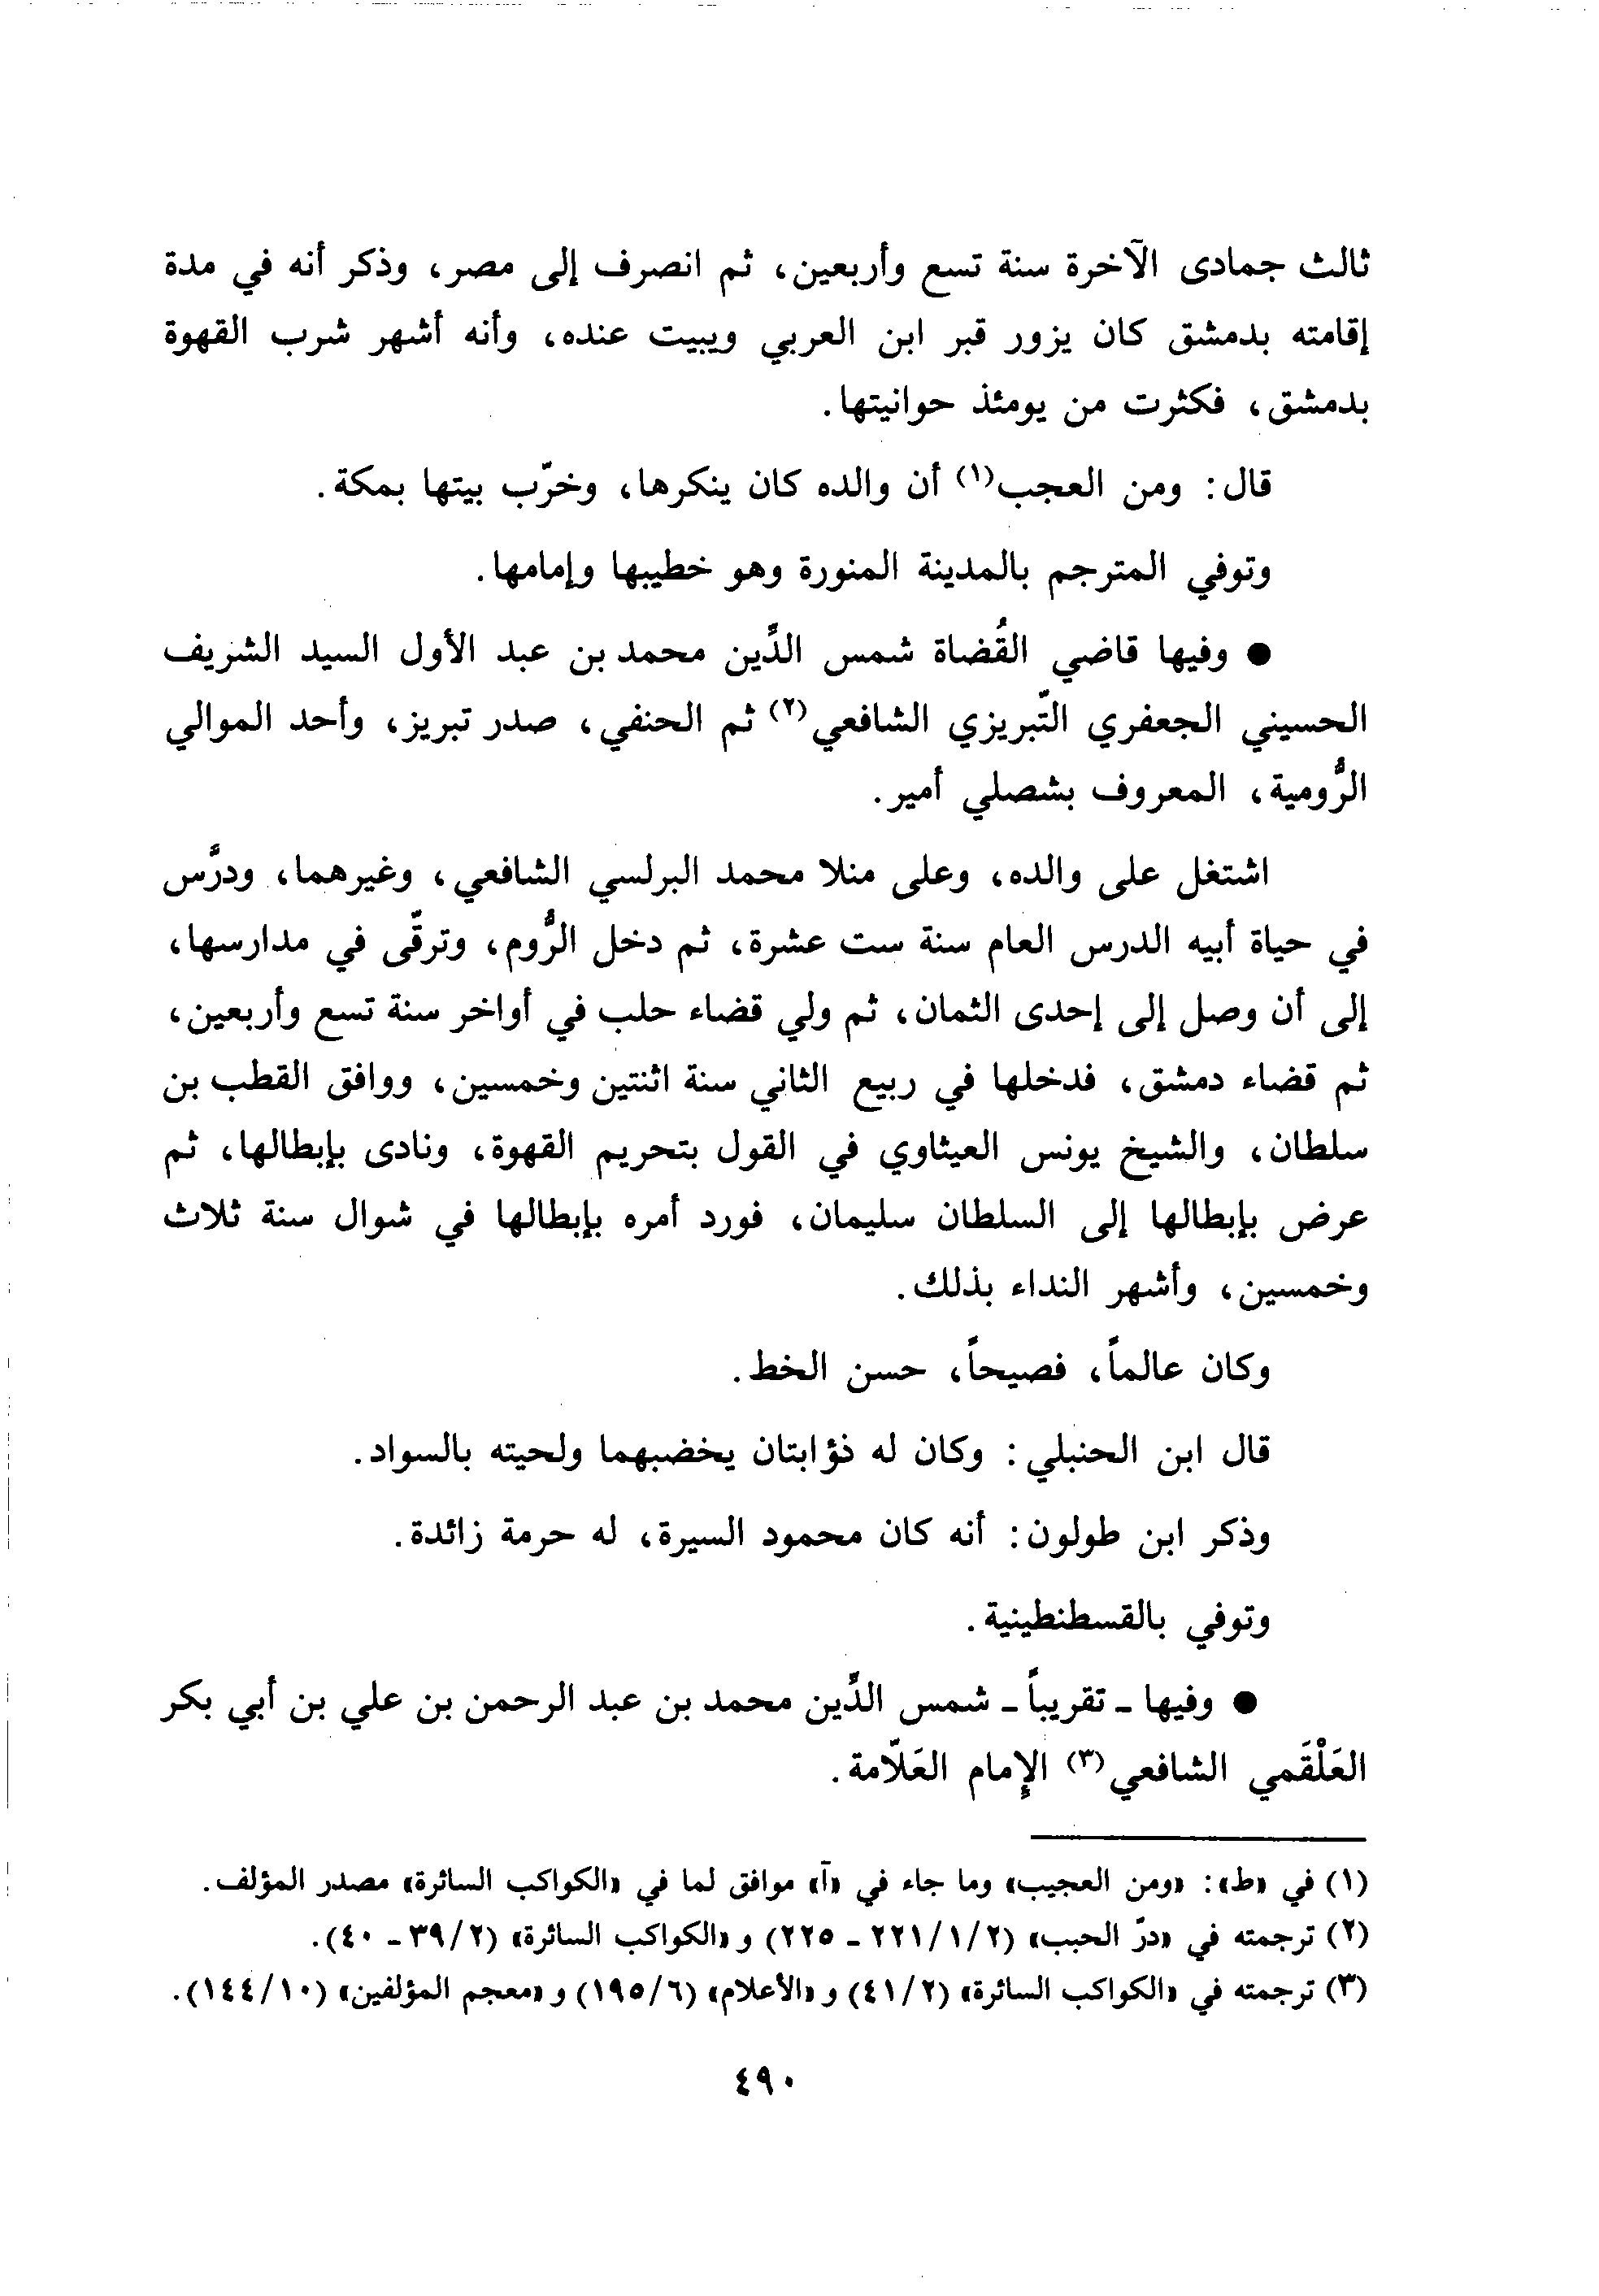 ثالث جمادى الآخرة سنة تسع وأربعين، ثم انصرف إلى مصر، وذكر أنه في مدة
إقامته بدمشق كان يزور قبر ابن العربي ويبيت عنده، وأنه أشهر شرب القهوة
بدمشق، فكثرت من يومئذ حوانيتها.
قال: ومن العجب(١) أن والده كان ينكرها، وخرّب بيتها بمكة.
وتوفي المترجم بالمدينة المنورة وهو خطيبها وإمامها.
● وفيها قاضي القُضاة شمس الدِّين محمد بن عبد الأول السيد الشريف
الحسيني الجعفري التّبريزي الشافعي(٢) ثم الحنفي، صدر تبريز، وأحد الموالي
الرُّومية، المعروف بشصلي أمير.
اشتغل على والده، وعلى منلا محمد البرلسي الشافعي، وغيرهما، ودرَّس
في حياة أبيه الدرس العام سنة ست عشرة، ثم دخل الرُّوم، وترقّى في مدارسها،
إلى أن وصل إلى إحدى الثمان، ثم ولي قضاء حلب في أواخر سنة تسع وأربعين،
ثم قضاء دمشق، فدخلها في ربيع الثاني سنة اثنتين وخمسين، ووافق القطب بن
سلطان، والشيخ يونس العيثاوي في القول بتحريم القهوة، ونادى بإبطالها، ثم
عرض بإبطالها إلى السلطان سليمان، فورد أمره بإبطالها في شوال سنة ثلاث
وخمسين، وأشهر النداء بذلك.
وكان عالماً، فصيحاً، حسن الخط.
قال ابن الحنبلي: وكان له ذؤابتان يخضبهما ولحيته بالسواد.
وذكر ابن طولون: أنه كان محمود السيرة، له حرمة زائدة.
وتوفي بالقسطنطينية.
● وفيها ـ تقريباً ـ شمس الدِّين محمد بن عبد الرحمن بن علي بن أبي بكر
العَلْقَمي الشافعي(٣) الإِمام العَلّامة.
(١) في «ط»: «ومن العجيب» وما جاء في «آ» موافق لما في «الكواكب السائرة» مصدر المؤلف.
(٢) ترجمته في «درّ الحبب» (٢/١/٢٢١ ـ ٢٢٥) و«الكواكب السائرة» (٢/٣٩ ـ ٤٠).
(٣) ترجمته في «الكواكب السائرة» (٢/٤١) و«الأعلام» (٦/١٩٥) و«معجم المؤلفين» (١٠/١٤٤).
٤٩٠